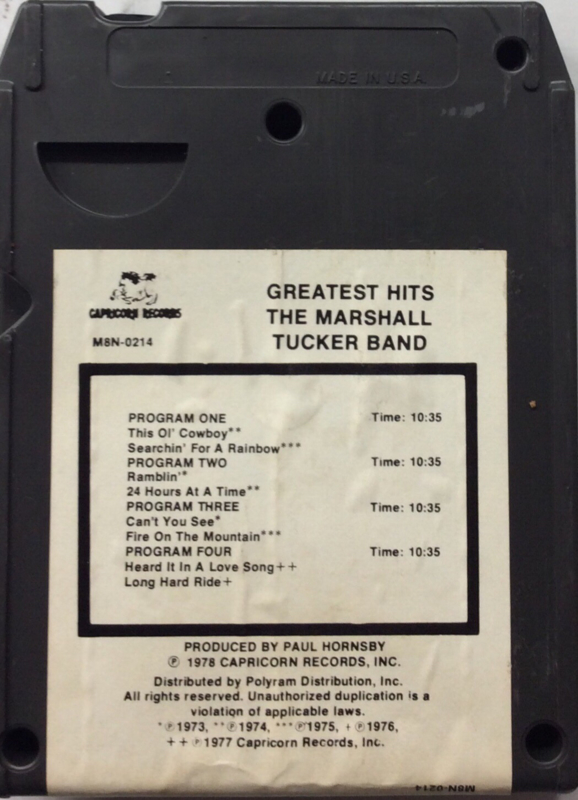 MADE IN U.S.A.
CAPRICORN RECORDS
M8N-0214
GREATEST HITS
THE MARSHALL
TUCKER BAND
PROGRAM ONE Time: 10:35
This Ol' Cowboy**
Searchin' For A Rainbow***
PROGRAM TWO Time: 10:35
Ramblin'*
24 Hours At A Time**
PROGRAM THREE Time: 10:35
Can't You See*
Fire On The Mountain***
PROGRAM FOUR Time: 10:35
Heard It In A Love Song++
Long Hard Ride+
PRODUCED BY PAUL HORNSBY
℗ 1978 CAPRICORN RECORDS, INC.
Distributed by Polyram Distribution, Inc.
All rights reserved. Unauthorized duplication is a
violation of applicable laws.
*℗1973, **℗1974, ***℗1975, +℗1976,
++℗1977 Capricorn Records, Inc.
M8N-0214